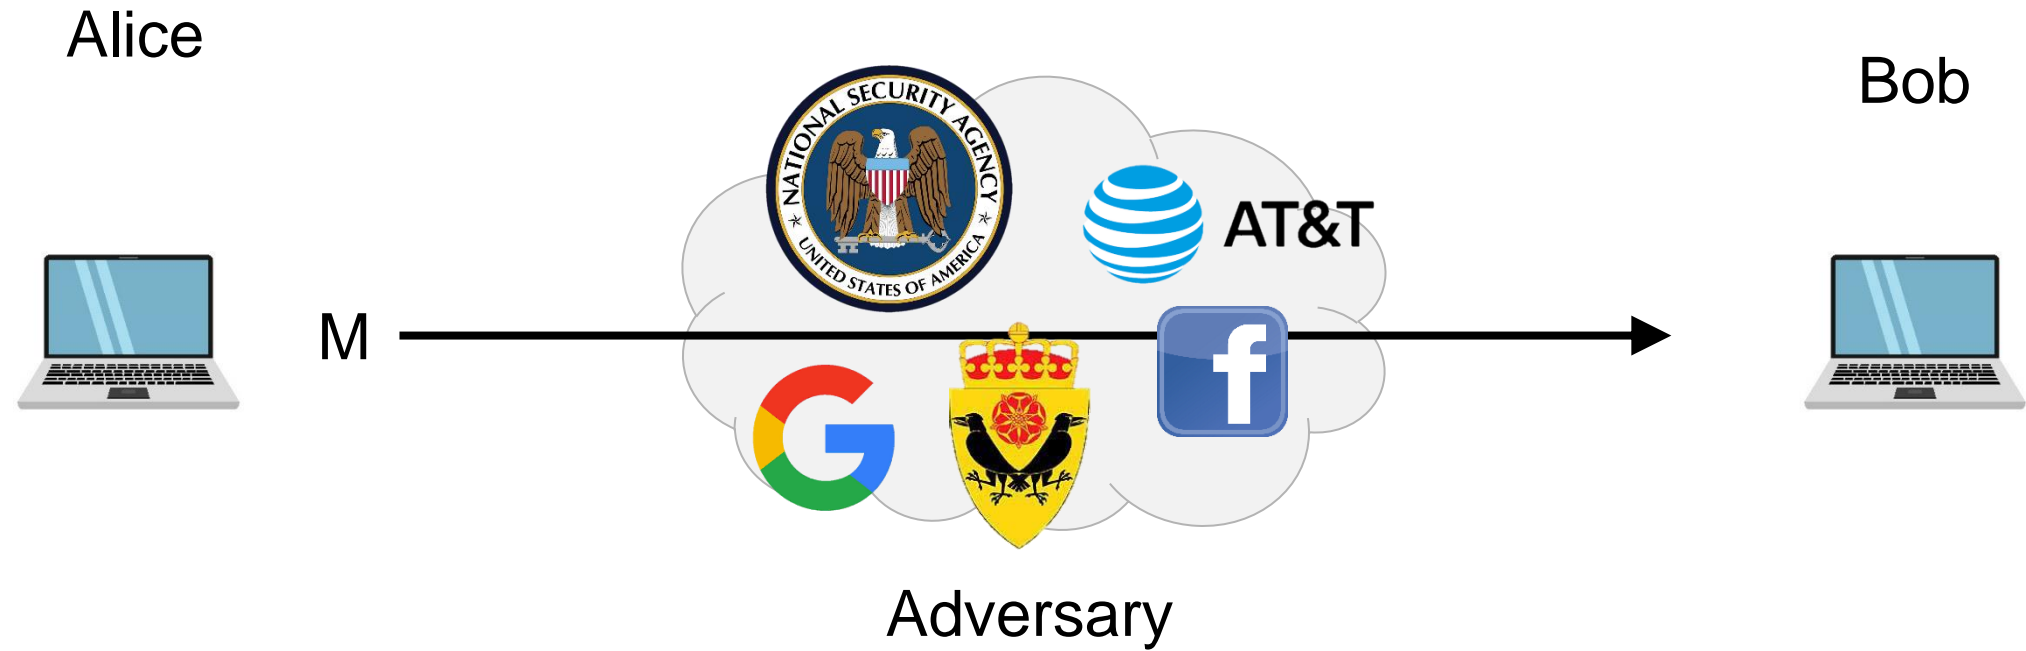 Alice
Bob
NATIONAL SECURITY AGENCY
UNITED STATES OF AMERICA
AT&T
M
f
G
Adversary